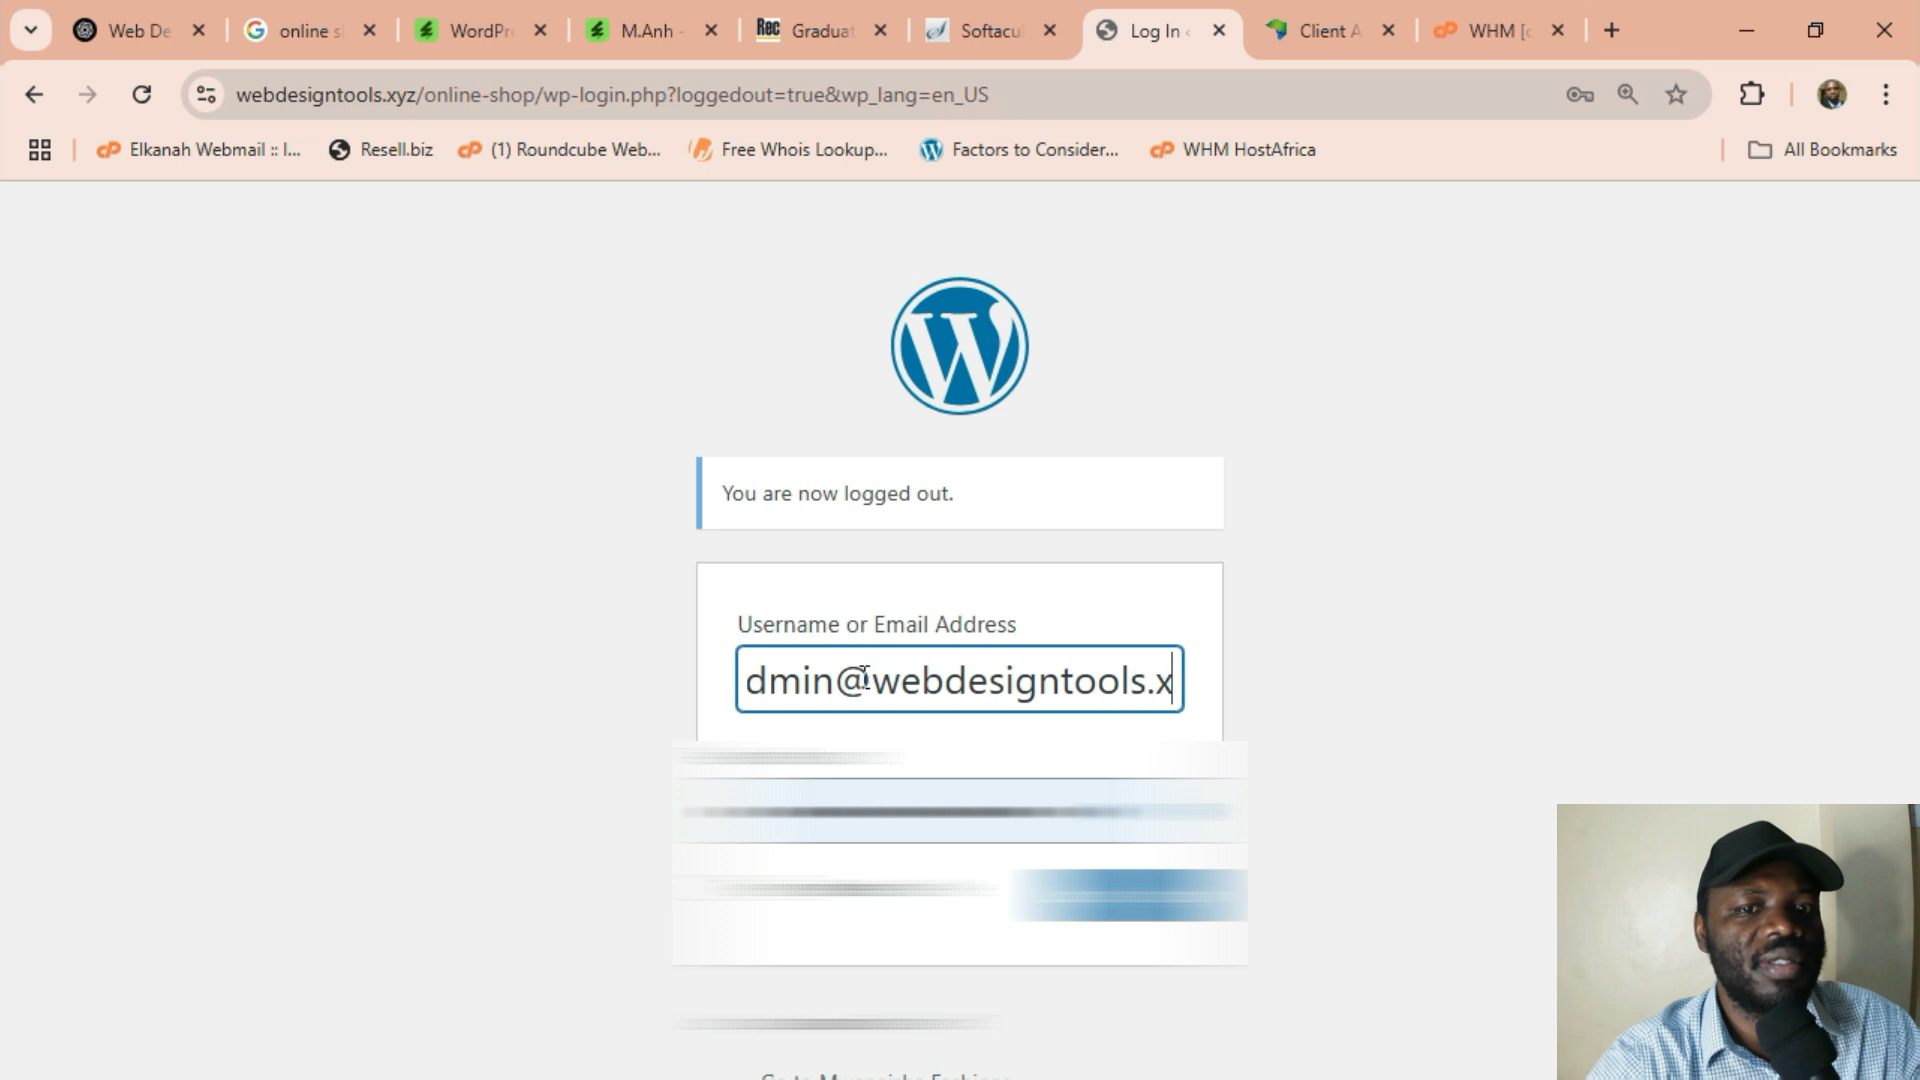 Web De
online s
WordPr
M.Anh -
Rec
Graduat
Softacu
Log In ‹
Client A
WHM [c
webdesigntools.xyz/online-shop/wp-login.php?loggedout=true&wp_lang=en_US
Elkanah Webmail :: I...
Resell.biz
(1) Roundcube Web...
Free Whois Lookup...
Factors to Consider...
WHM HostAfrica
All Bookmarks
You are now logged out.
Username or Email Address
dmin@webdesigntools.x